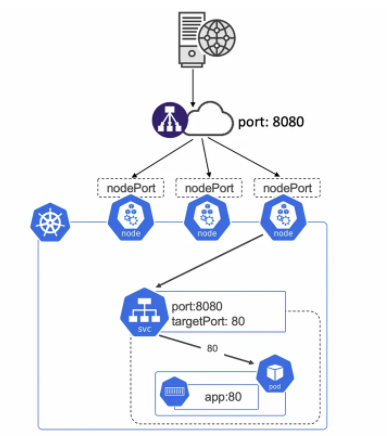 port: 8080
nodePort
nodePort
nodePort
node
node
node
port:8080
targetPort: 80
svc
80
pod
app:80